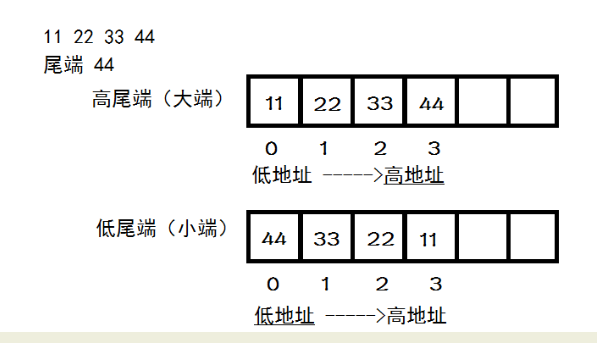 11 22 33 44
尾端 44
高尾端（大端） 11 22 33 44
0 1 2 3
低地址 ----->高地址
低尾端（小端） 44 33 22 11
0 1 2 3
低地址 ----->高地址